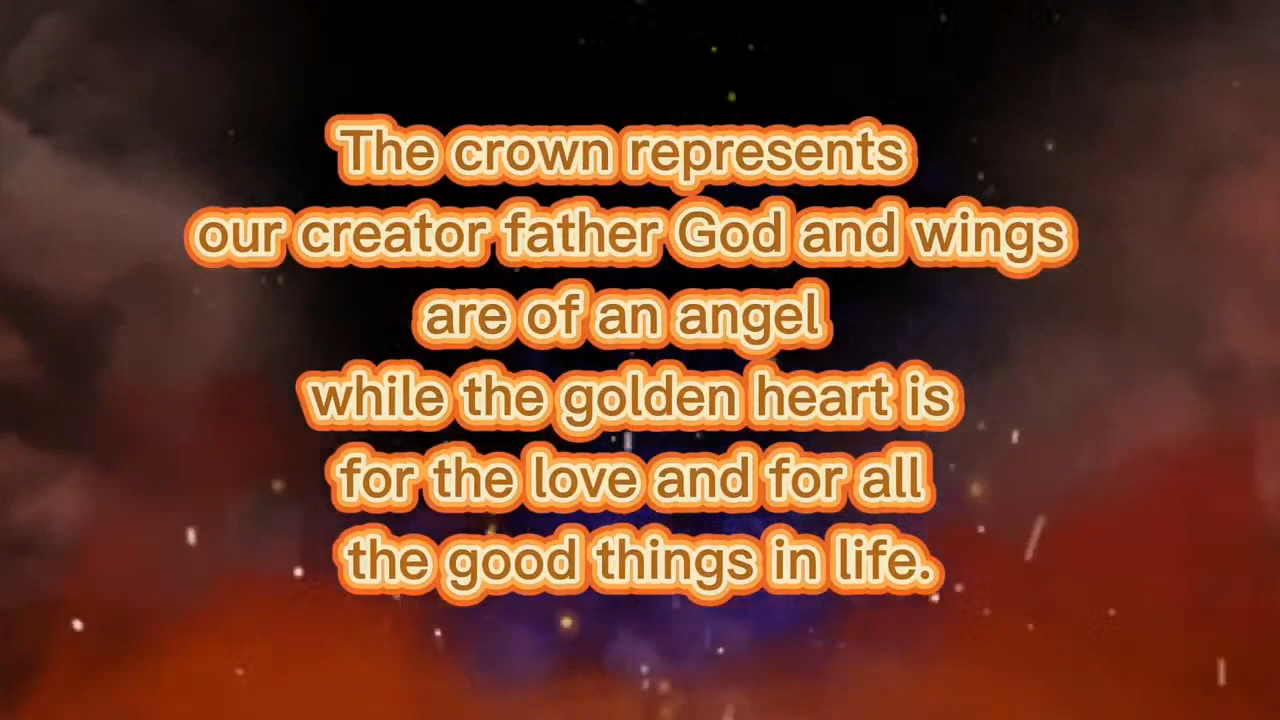 The crown represents
our creator father God and wings
are of an angel
while the golden heart is
for the love and for all
the good things in life.